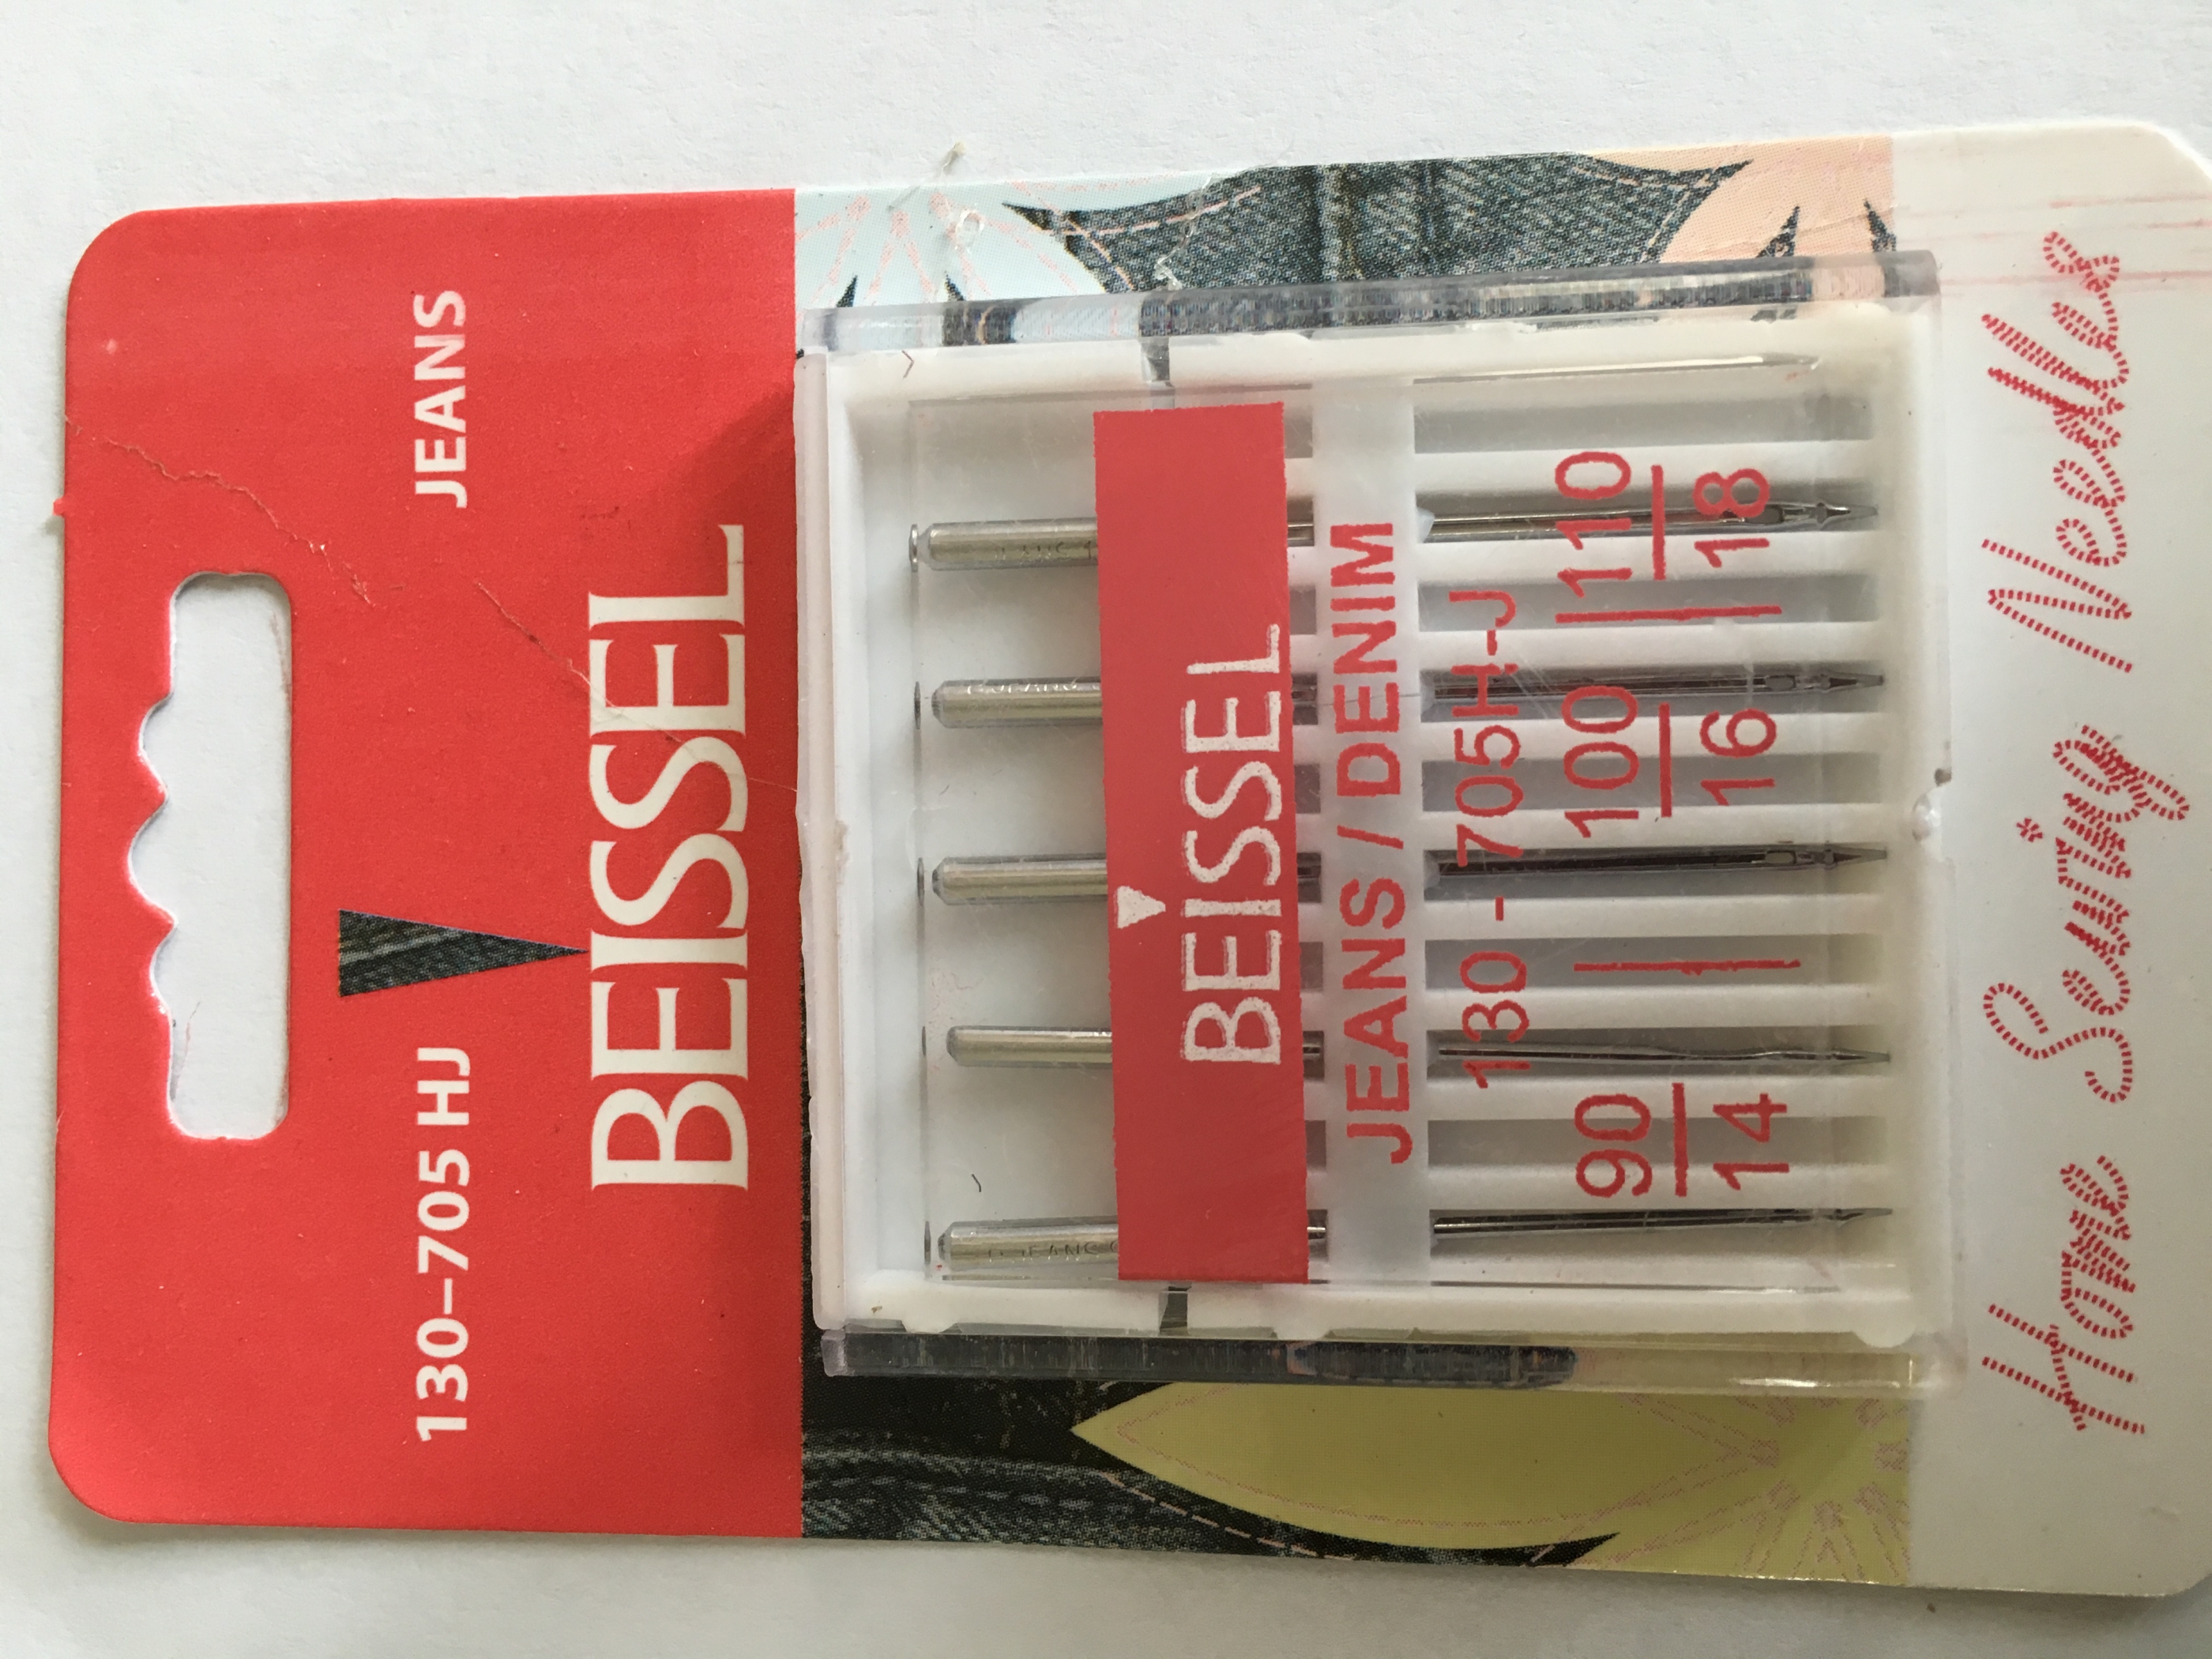 130–705 HJ JEANS
BEISSEL
BEISSEL
JEANS / DENIM
130 - 705H-J
90 | 100 | 110
14 | 16 | 18
Home Sewing Needles